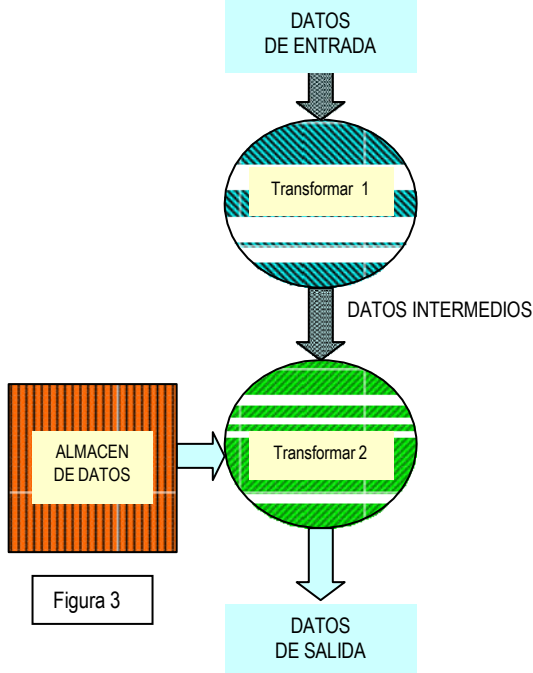 DATOS
DE ENTRADA
Transformar 1
DATOS INTERMEDIOS
ALMACEN
DE DATOS
Transformar 2
Figura 3
DATOS
DE SALIDA